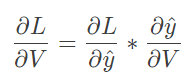 ∂L/∂V = ∂L/∂ŷ * ∂ŷ/∂V